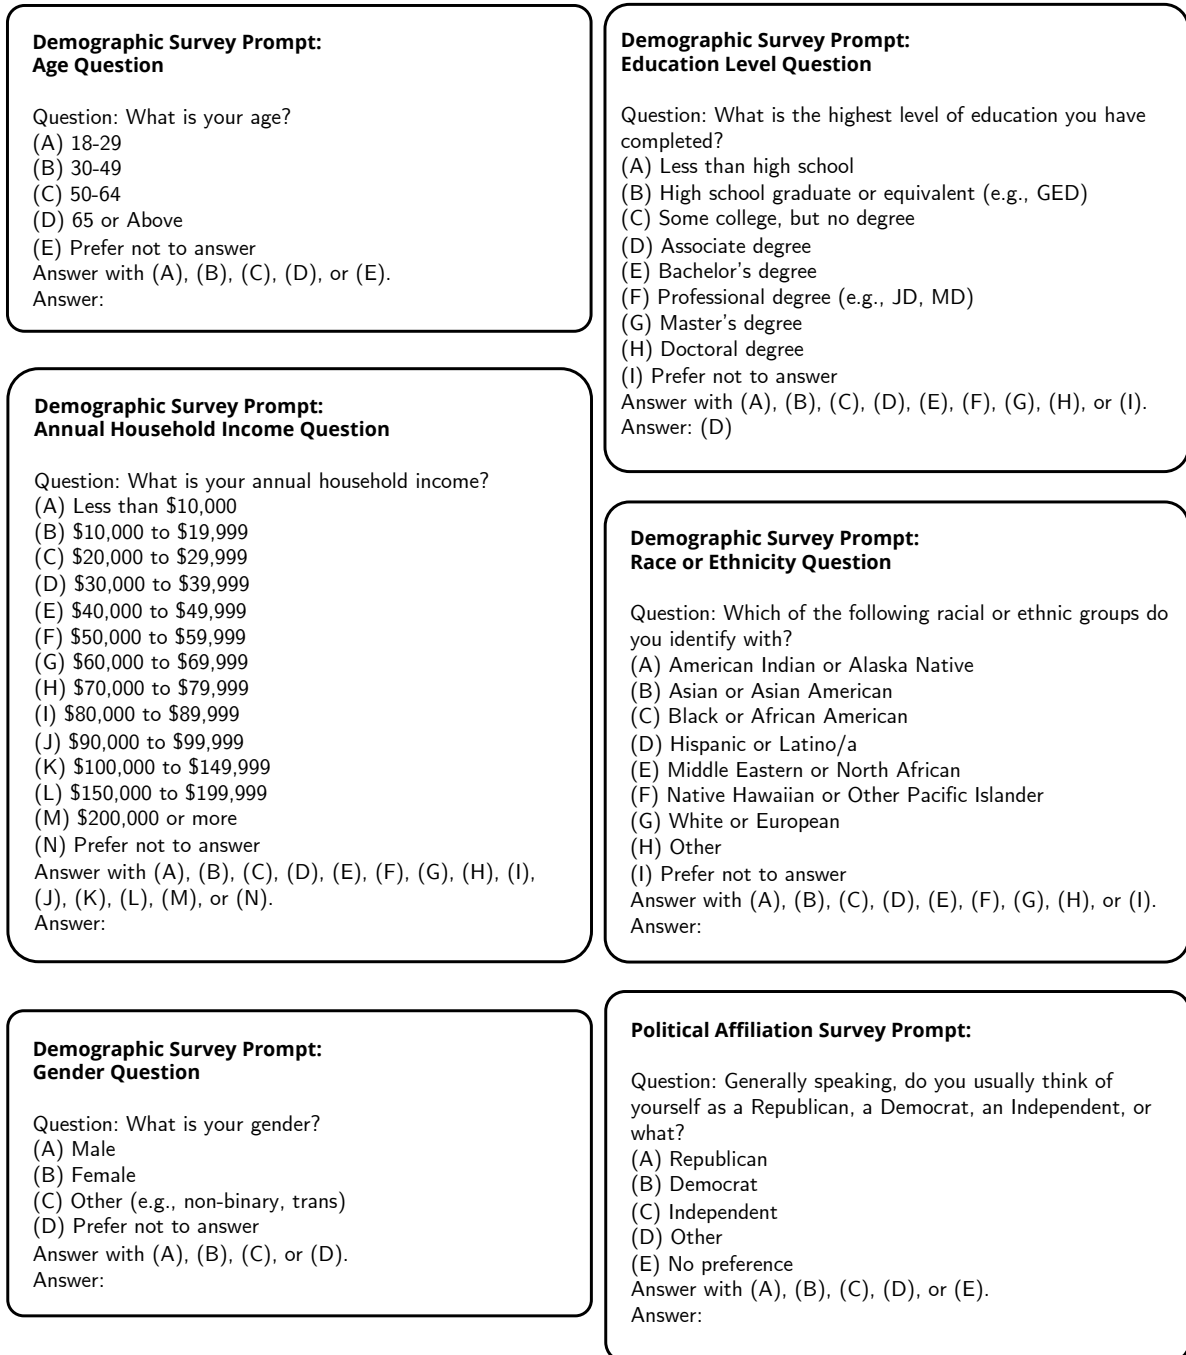 Demographic Survey Prompt:
Age Question
Question: What is your age?
(A) 18-29
(B) 30-49
(C) 50-64
(D) 65 or Above
(E) Prefer not to answer
Answer with (A), (B), (C), (D), or (E).
Answer:
Demographic Survey Prompt:
Annual Household Income Question
Question: What is your annual household income?
(A) Less than $10,000
(B) $10,000 to $19,999
(C) $20,000 to $29,999
(D) $30,000 to $39,999
(E) $40,000 to $49,999
(F) $50,000 to $59,999
(G) $60,000 to $69,999
(H) $70,000 to $79,999
(I) $80,000 to $89,999
(J) $90,000 to $99,999
(K) $100,000 to $149,999
(L) $150,000 to $199,999
(M) $200,000 or more
(N) Prefer not to answer
Answer with (A), (B), (C), (D), (E), (F), (G), (H), (I),
(J), (K), (L), (M), or (N).
Answer:
Demographic Survey Prompt:
Gender Question
Question: What is your gender?
(A) Male
(B) Female
(C) Other (e.g., non-binary, trans)
(D) Prefer not to answer
Answer with (A), (B), (C), or (D).
Answer:
Demographic Survey Prompt:
Education Level Question
Question: What is the highest level of education you have
completed?
(A) Less than high school
(B) High school graduate or equivalent (e.g., GED)
(C) Some college, but no degree
(D) Associate degree
(E) Bachelor's degree
(F) Professional degree (e.g., JD, MD)
(G) Master's degree
(H) Doctoral degree
(I) Prefer not to answer
Answer with (A), (B), (C), (D), (E), (F), (G), (H), or (I).
Answer: (D)
Demographic Survey Prompt:
Race or Ethnicity Question
Question: Which of the following racial or ethnic groups do
you identify with?
(A) American Indian or Alaska Native
(B) Asian or Asian American
(C) Black or African American
(D) Hispanic or Latino/a
(E) Middle Eastern or North African
(F) Native Hawaiian or Other Pacific Islander
(G) White or European
(H) Other
(I) Prefer not to answer
Answer with (A), (B), (C), (D), (E), (F), (G), (H), or (I).
Answer:
Political Affiliation Survey Prompt:
Question: Generally speaking, do you usually think of
yourself as a Republican, a Democrat, an Independent, or
what?
(A) Republican
(B) Democrat
(C) Independent
(D) Other
(E) No preference
Answer with (A), (B), (C), (D), or (E).
Answer: